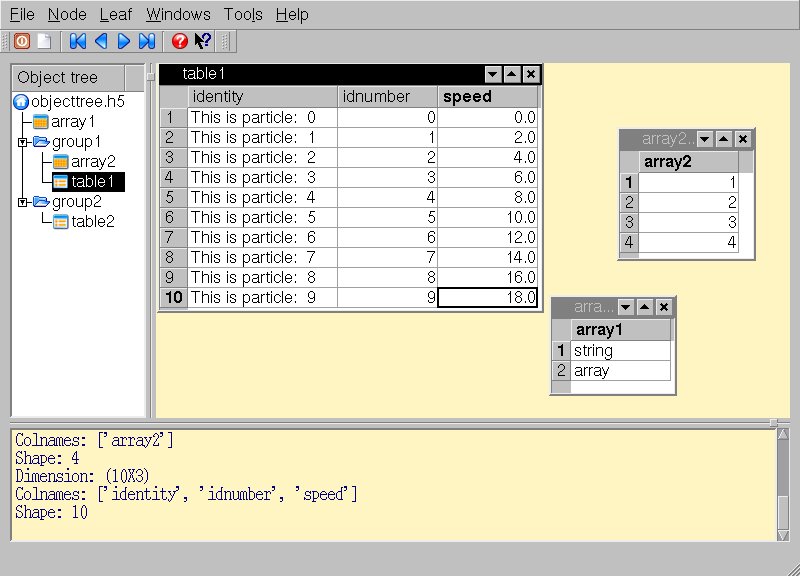 File Node Leaf Windows Tools Help
Object tree
objecttree.h5
array1
group1
array2
table1
group2
table2
table1
identity idnumber speed
1 This is particle: 0 0 0.0
2 This is particle: 1 1 2.0
3 This is particle: 2 2 4.0
4 This is particle: 3 3 6.0
5 This is particle: 4 4 8.0
6 This is particle: 5 5 10.0
7 This is particle: 6 6 12.0
8 This is particle: 7 7 14.0
9 This is particle: 8 8 16.0
10 This is particle: 9 9 18.0
array2..
array2
1 1
2 2
3 3
4 4
arra...
array1
1 string
2 array
Colnames: ['array2']
Shape: 4
Dimension: (10X3)
Colnames: ['identity', 'idnumber', 'speed']
Shape: 10